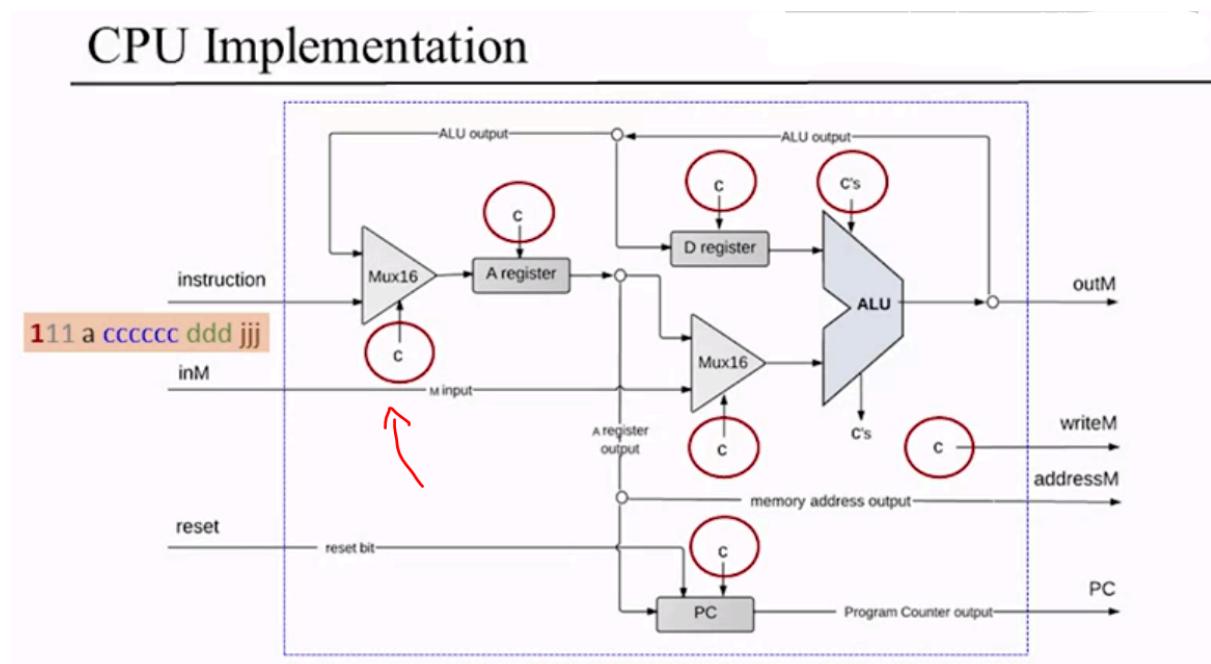 CPU Implementation
ALU output
ALU output
c
c
c's
D register
Mux16
A register
instruction
ALU
outM
111 a cccccc ddd jjj
c
Mux16
inM
M input
c's
writeM
A register
output
c
c
addressM
memory address output
reset
reset bit
c
PC
PC
Program Counter output